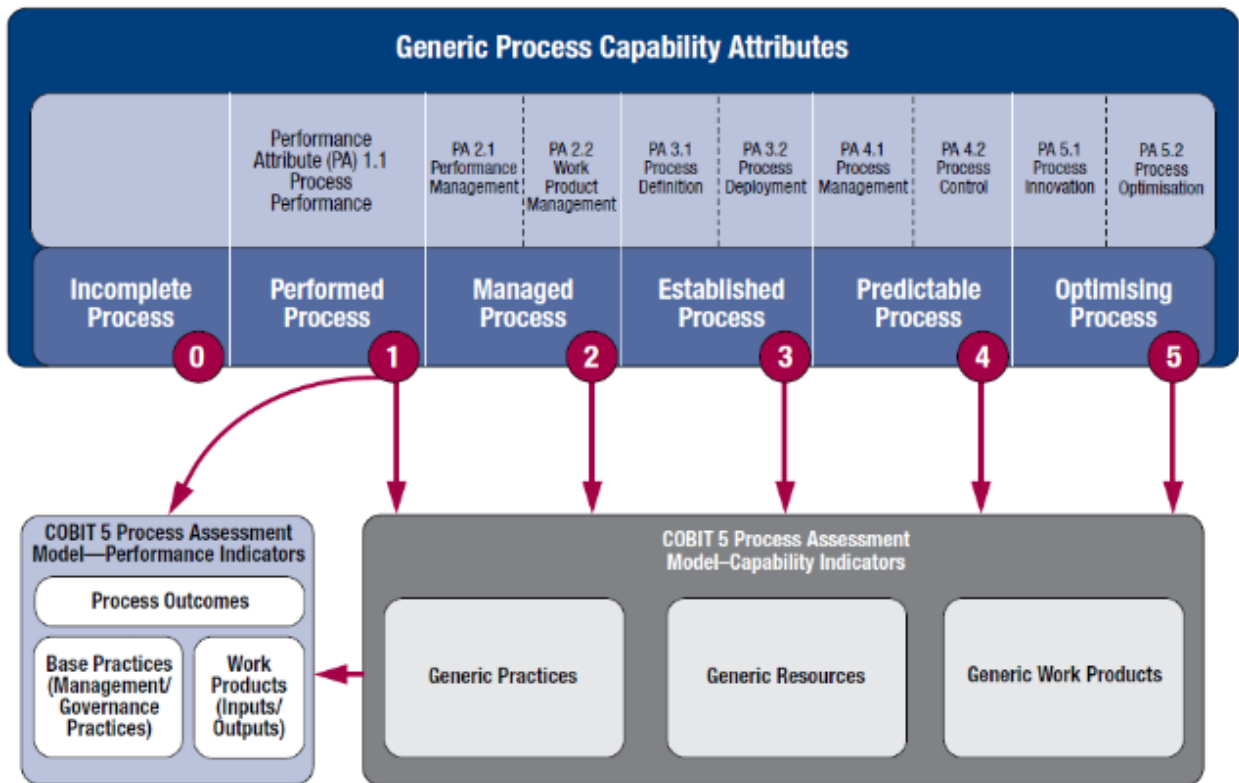 Generic Process Capability Attributes
Performance
Attribute (PA) 1.1
Process
Performance
PA 2.1
Performance
Management
PA 2.2
Work
Product
Management
PA 3.1
Process
Definition
PA 3.2
Process
Deployment
PA 4.1
Process
Management
PA 4.2
Process
Control
PA 5.1
Process
Innovation
PA 5.2
Process
Optimisation
Incomplete
Process
0
Performed
Process
1
Managed
Process
2
Established
Process
3
Predictable
Process
4
Optimising
Process
5
COBIT 5 Process Assessment
Model—Performance Indicators
Process Outcomes
Base Practices
(Management/
Governance
Practices)
Work
Products
(Inputs/
Outputs)
COBIT 5 Process Assessment
Model–Capability Indicators
Generic Practices
Generic Resources
Generic Work Products